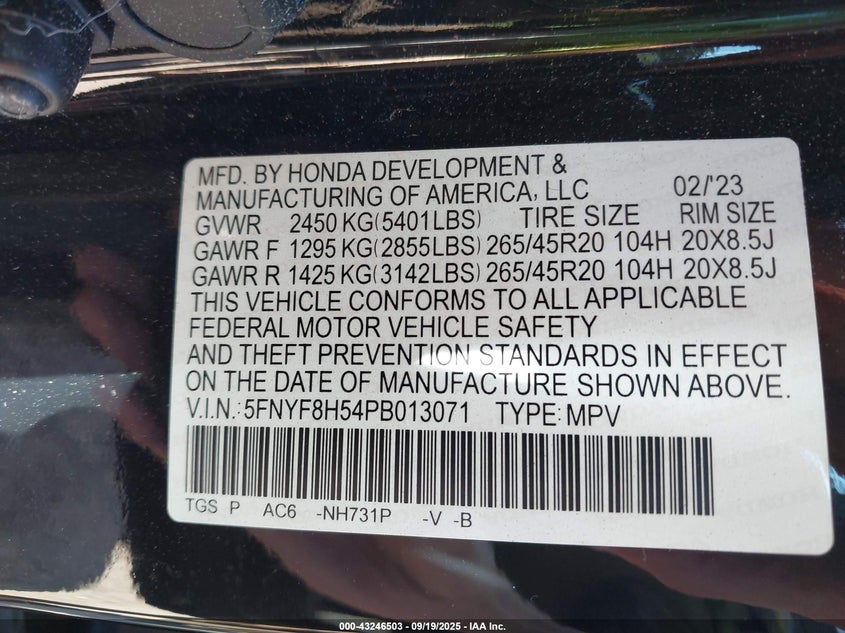 MFD. BY HONDA DEVELOPMENT &
MANUFACTURING OF AMERICA, LLC 02/'23
GVWR 2450 KG(5401LBS) TIRE SIZE RIM SIZE
GAWR F 1295 KG(2855LBS) 265/45R20 104H 20X8.5J
GAWR R 1425 KG(3142LBS) 265/45R20 104H 20X8.5J
THIS VEHICLE CONFORMS TO ALL APPLICABLE
FEDERAL MOTOR VEHICLE SAFETY
AND THEFT PREVENTION STANDARDS IN EFFECT
ON THE DATE OF MANUFACTURE SHOWN ABOVE.
V.I.N.:5FNYF8H54PB013071 TYPE:MPV
TGS P AC6 -NH731P -V -B
000-43246503 - 09/19/2025 - IAA Inc.